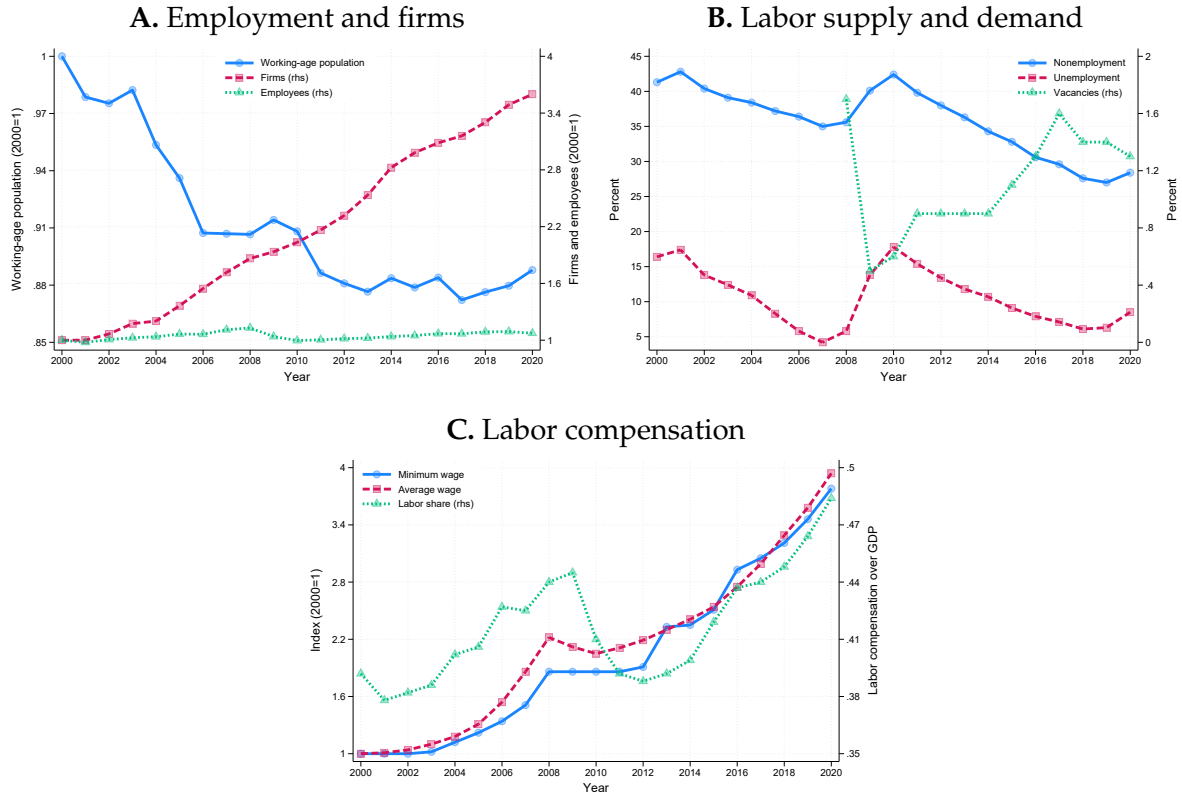 A. Employment and firms
Working-age population (2000=1)
1
.97
.94
.91
.88
.85
Working-age population
Firms (rhs)
Employees (rhs)
4
3.4
2.8
2.2
1.6
1
Firms and employees (2000=1)
2000 2002 2004 2006 2008 2010 2012 2014 2016 2018 2020
Year
B. Labor supply and demand
Percent
45
40
35
30
25
20
15
10
5
Nonemployment
Unemployment
Vacancies (rhs)
2
1.6
1.2
.8
.4
0
Percent
2000 2002 2004 2006 2008 2010 2012 2014 2016 2018 2020
Year
C. Labor compensation
Index (2000=1)
4
3.4
2.8
2.2
1.6
1
Minimum wage
Average wage
Labor share (rhs)
.5
.47
.44
.41
.38
.35
Labor compensation over GDP
2000 2002 2004 2006 2008 2010 2012 2014 2016 2018 2020
Year